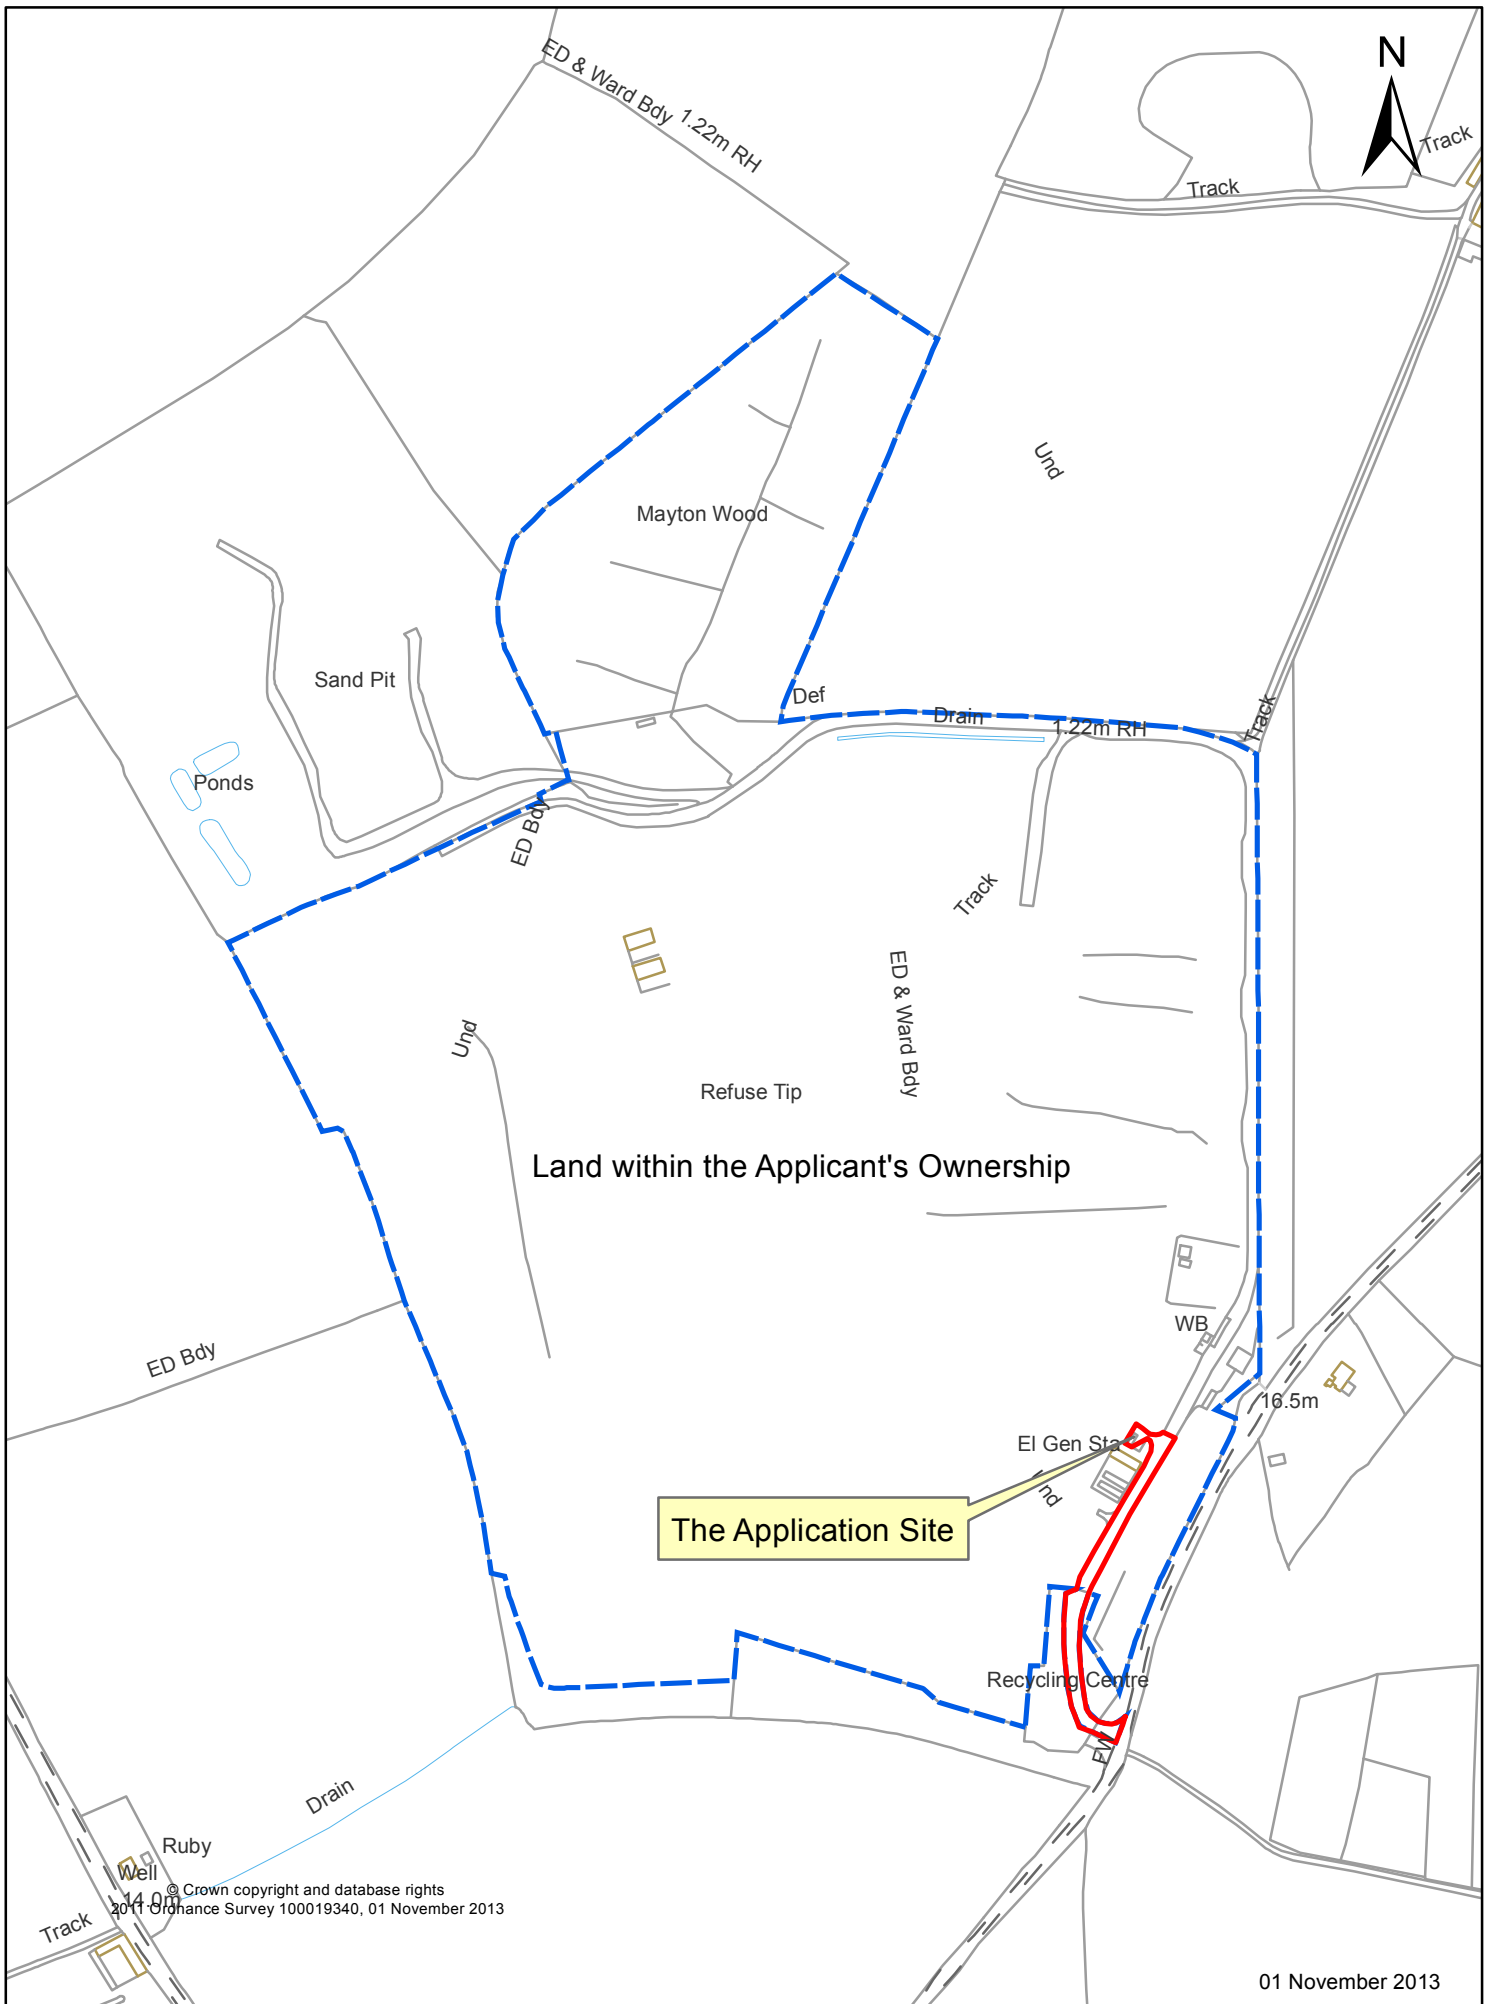 N
ED & Ward Bdy
1.22m RH
Track
Track
Und
Mayton Wood
Sand Pit
Def
Drain
1.22m RH
Track
Ponds
ED Bdy
Track
ED & Ward Bdy
Und
Refuse Tip
Land within the Applicant's Ownership
WB
ED Bdy
16.5m
El Gen Sta
The Application Site
Recycling Centre
FW
Drain
Ruby
Well
14.0m
Track
© Crown copyright and database rights
2011 Ordnance Survey 100019340, 01 November 2013
01 November 2013